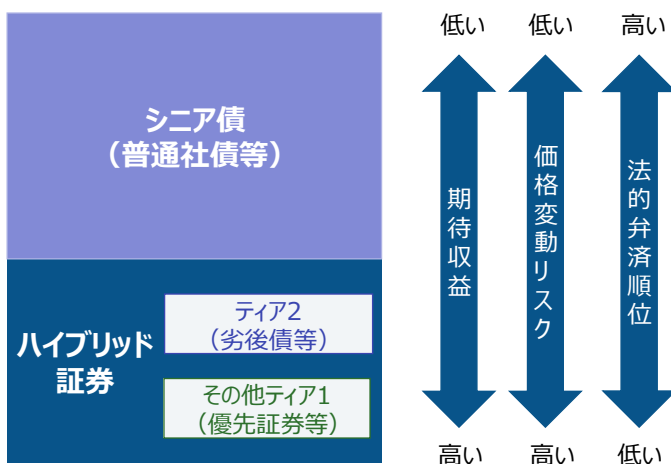 低い
低い
高い
シニア債
（普通社債等）
ハイブリッド
証券
ティア2
（劣後債等）
その他ティア1
（優先証券等）
期待収益
価格変動リスク
法的弁済順位
高い
高い
低い